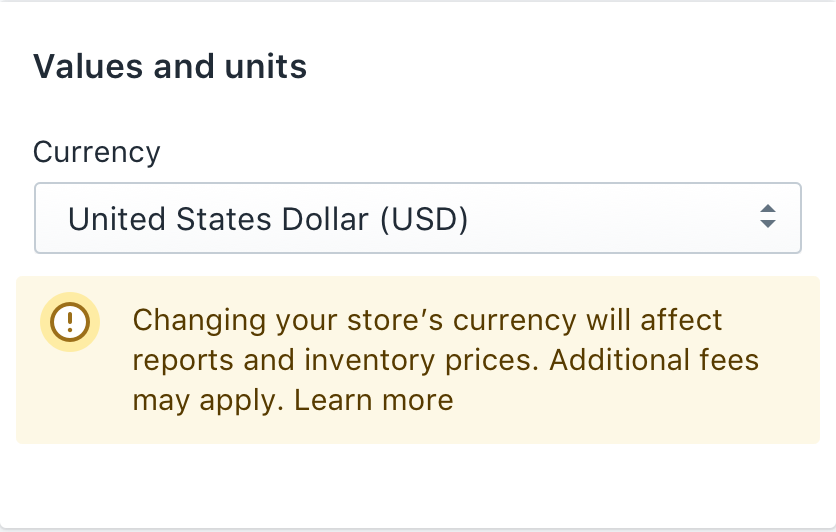 Values and units
Currency
United States Dollar (USD)
Changing your store’s currency will affect
reports and inventory prices. Additional fees
may apply. Learn more